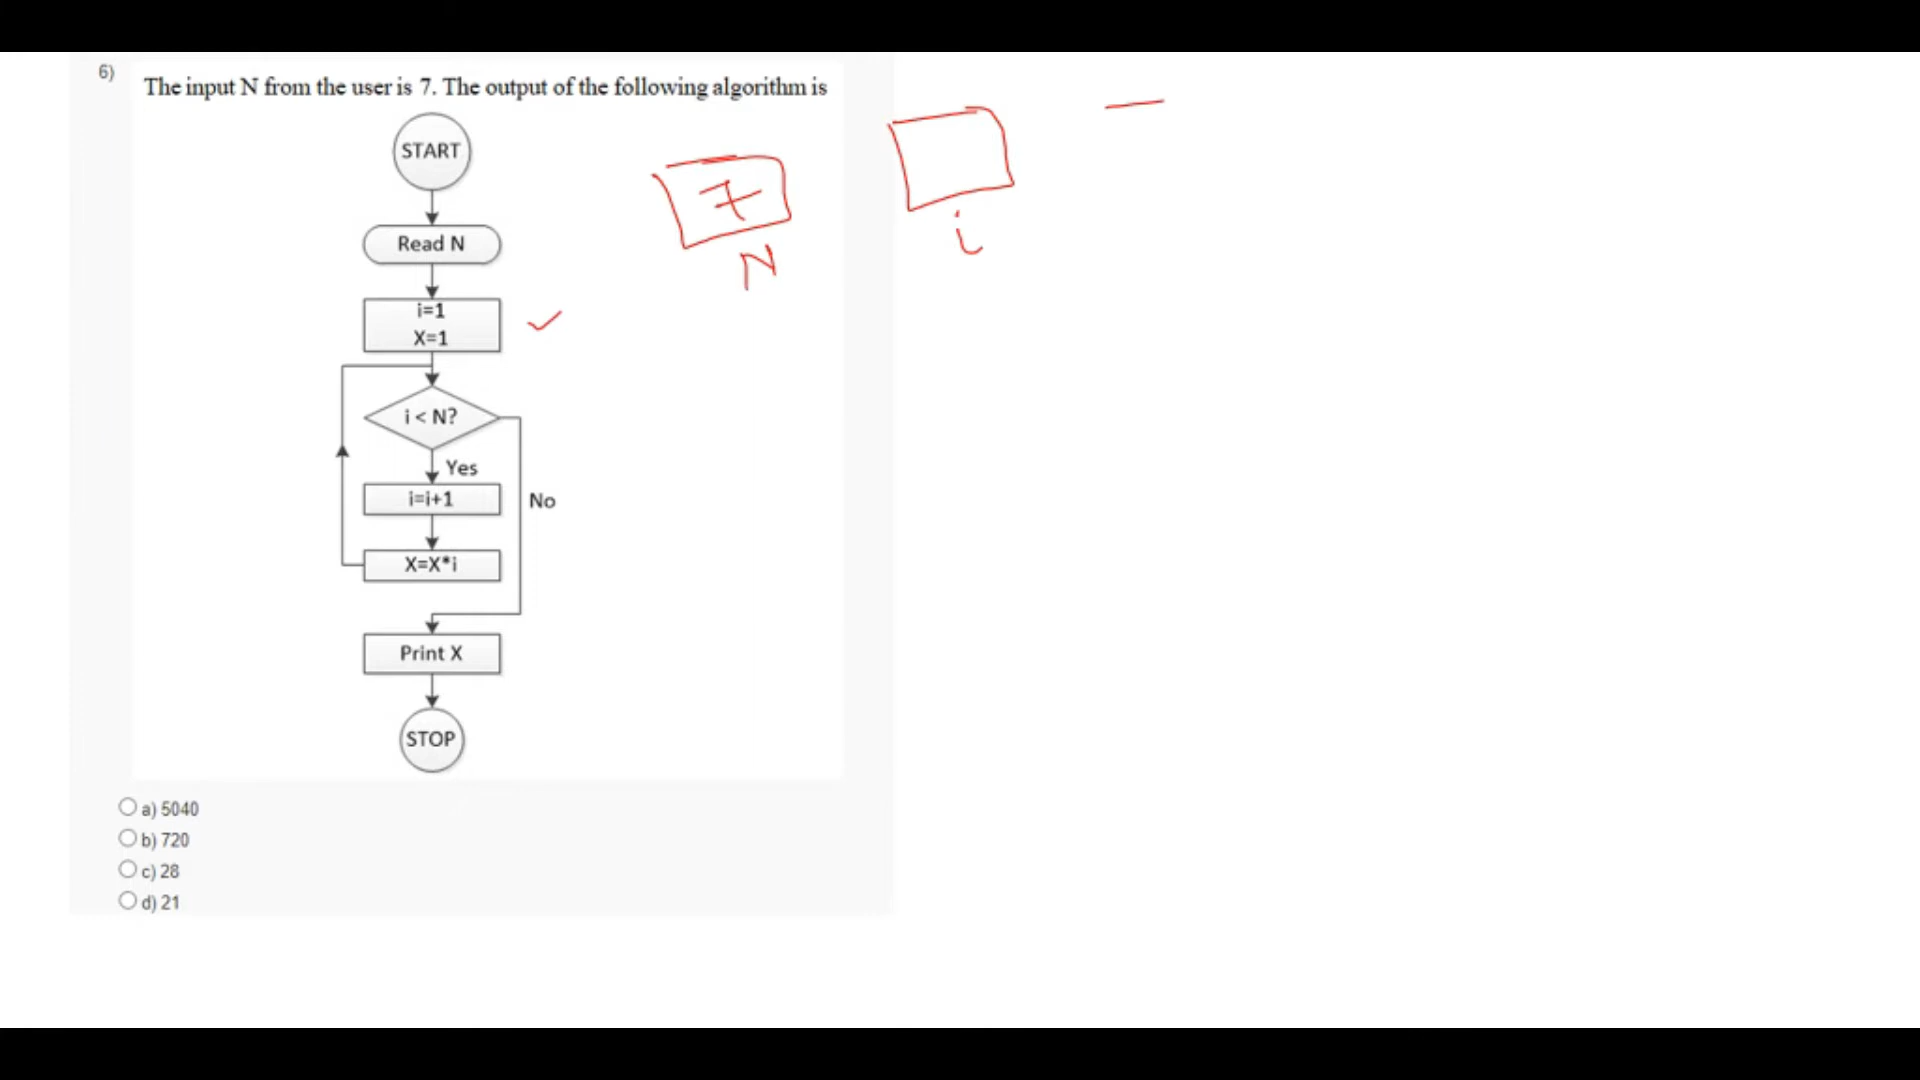 6)
The input N from the user is 7. The output of the following algorithm is
START
Read N
i=1
X=1
i < N?
Yes
i=i+1
No
X=X*i
Print X
STOP
7
N
i
a) 5040
b) 720
c) 28
d) 21